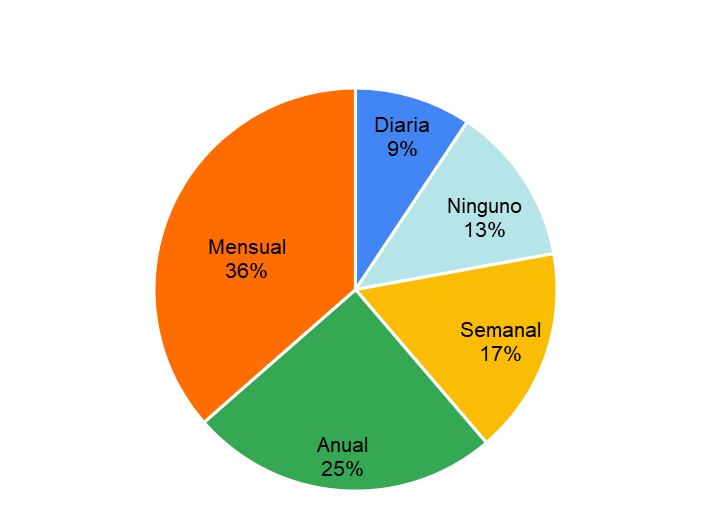 Diaria
9%
Ninguno
13%
Semanal
17%
Anual
25%
Mensual
36%